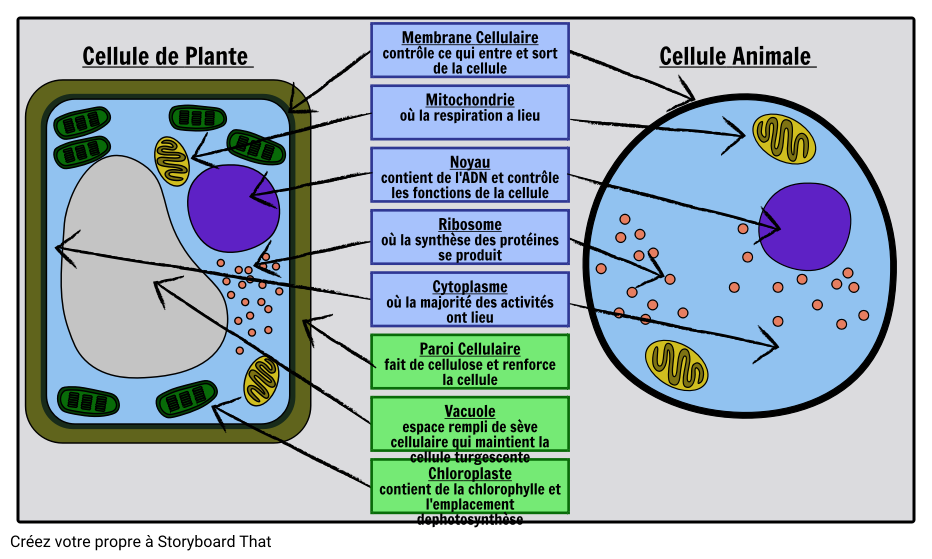 Cellule de Plante
Cellule Animale
Membrane Cellulaire
contrôle ce qui entre et sort
de la cellule
Mitochondrie
où la respiration a lieu
Noyau
contient de l'ADN et contrôle
les fonctions de la cellule
Ribosome
où la synthèse des protéines
se produit
Cytoplasme
où la majorité des activités
ont lieu
Paroi Cellulaire
fait de cellulose et renforce
la cellule
Vacuole
espace rempli de sève
cellulaire qui maintient la
cellule turgescente
Chloroplaste
contient de la chlorophylle et
l'emplacement
dephotosynthèse
Créez votre propre à Storyboard That